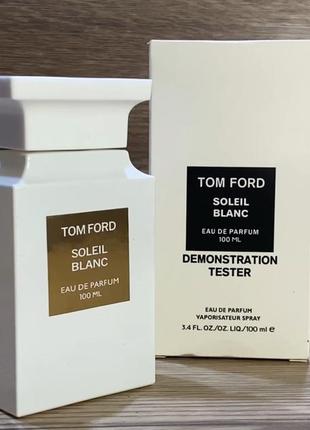 TOM FORD
SOLEIL
BLANC
EAU DE PARFUM
100 ML
TOM FORD
SOLEIL
BLANC
EAU DE PARFUM
100 ML
DEMONSTRATION
TESTER
EAU DE PARFUM
VAPORISATEUR SPRAY
3.4 FL. OZ./OZ. LIQ./100 ml ℮